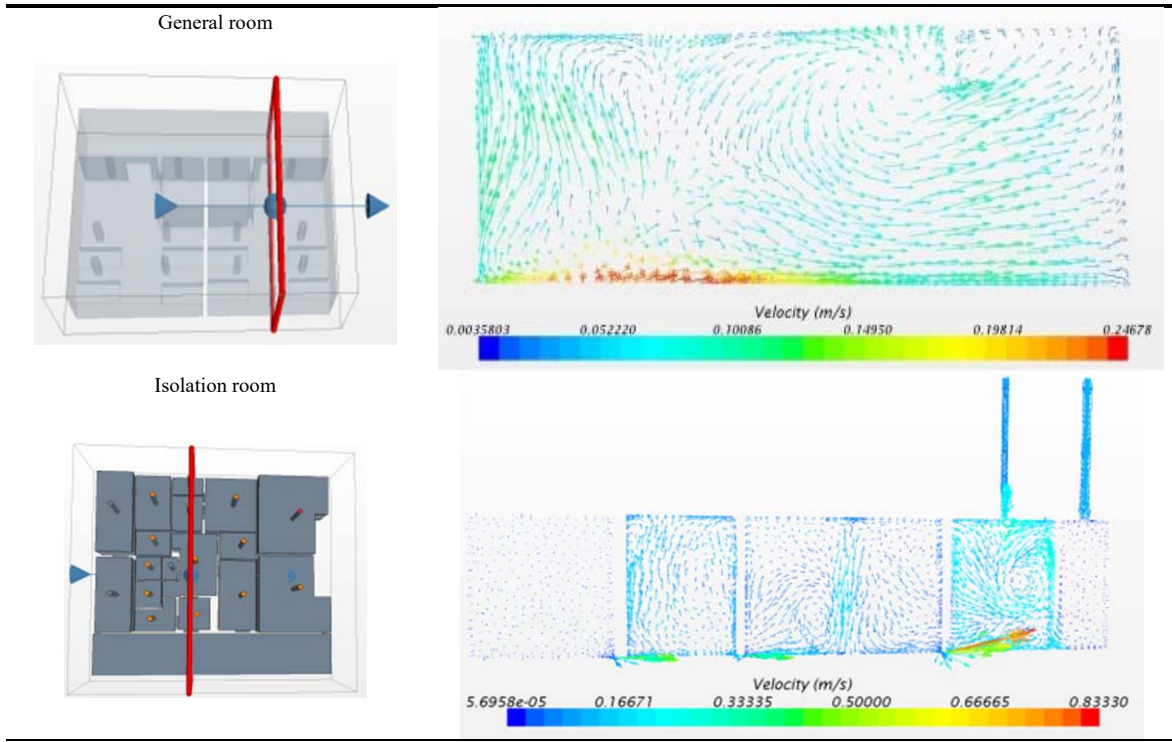 General room
Velocity (m/s)
0.0035803 0.052220 0.10086 0.14950 0.19814 0.24678
Isolation room
Velocity (m/s)
5.6958e-05 0.16671 0.33335 0.50000 0.66665 0.83330